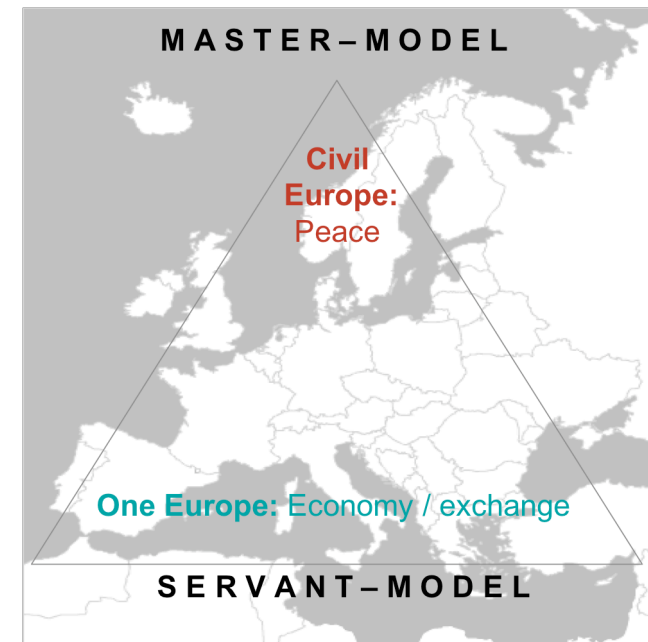 MASTER–MODEL
Civil
Europe:
Peace
One Europe: Economy / exchange
SERVANT–MODEL